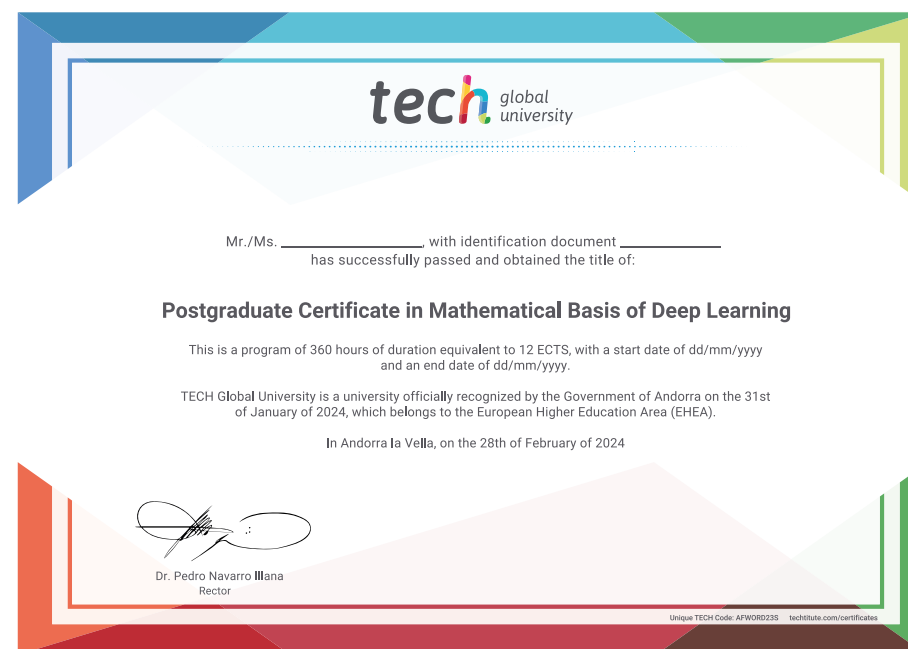 tech global university
Mr./Ms. ____________, with identification document ____________
has successfully passed and obtained the title of:
Postgraduate Certificate in Mathematical Basis of Deep Learning
This is a program of 360 hours of duration equivalent to 12 ECTS, with a start date of dd/mm/yyyy
and an end date of dd/mm/yyyy.
TECH Global University is a university officially recognized by the Government of Andorra on the 31st
of January of 2024, which belongs to the European Higher Education Area (EHEA).
In Andorra la Vella, on the 28th of February of 2024
Dr. Pedro Navarro Illana
Rector
Unique TECH Code: AFWORD23S techtitute.com/certificates